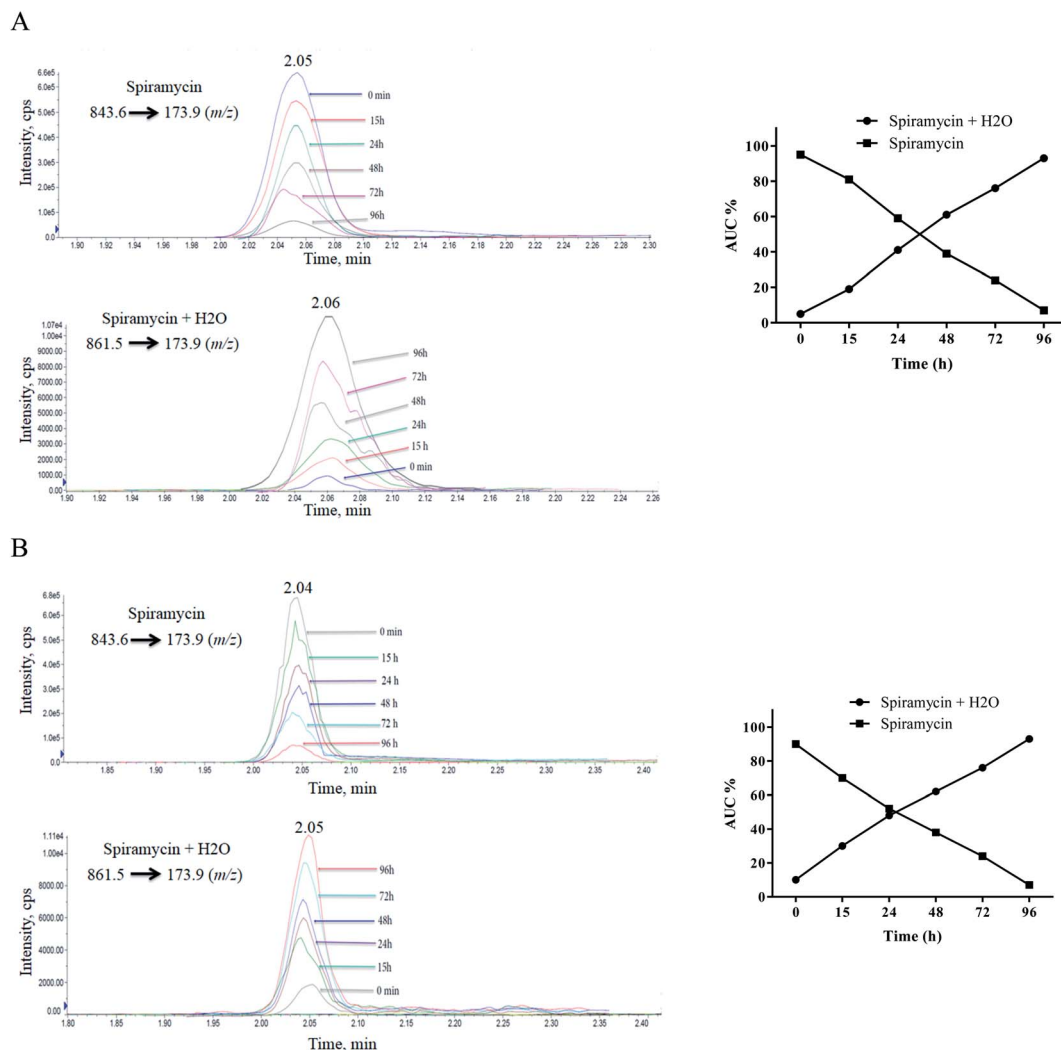 A
2.05
Spiramycin
843.6 173.9 (m/z)
Intensity, cps
6.6e5
5.0e5
4.0e5
3.0e5
2.0e5
1.0e5
0.0
0 min
15h
24h
48h
72h
96h
1.90 1.92 1.94 1.96 1.98 2.00 2.02 2.04 2.06 2.08 2.10 2.12 2.14 2.16 2.18 2.20 2.22 2.24 2.26 2.28 2.30
Time, min
Spiramycin + H2O
Spiramycin
AUC %
100
80
60
40
20
0
0 15 24 48 72 96
Time (h)
2.06
Spiramycin + H2O
861.5 173.9 (m/z)
Intensity, cps
1.07e4
10000.00
9000.00
8000.00
7000.00
6000.00
5000.00
4000.00
3000.00
2000.00
1000.00
0.00
96h
72h
48h
24h
15 h
0 min
1.90 1.92 1.94 1.96 1.98 2.00 2.02 2.04 2.06 2.08 2.10 2.12 2.14 2.16 2.18 2.20 2.22 2.24 2.26
Time, min
B
2.04
Spiramycin
843.6 173.9 (m/z)
Intensity, cps
6.8e5
6.0e5
5.0e5
4.0e5
3.0e5
2.0e5
1.0e5
0.0
0 min
15 h
24 h
48 h
72 h
96 h
1.85 1.90 1.95 2.00 2.05 2.10 2.15 2.20 2.25 2.30 2.35 2.40
Time, min
Spiramycin + H2O
Spiramycin
AUC %
100
80
60
40
20
0
0 15 24 48 72 96
Time (h)
2.05
Spiramycin + H2O
861.5 173.9 (m/z)
Intensity, cps
1.11e4
10000.00
8000.00
6000.00
4000.00
2000.00
0.00
96h
72h
48h
24h
15h
0 min
1.80 1.85 1.90 1.95 2.00 2.05 2.10 2.15 2.20 2.25 2.30 2.35 2.40
Time, min